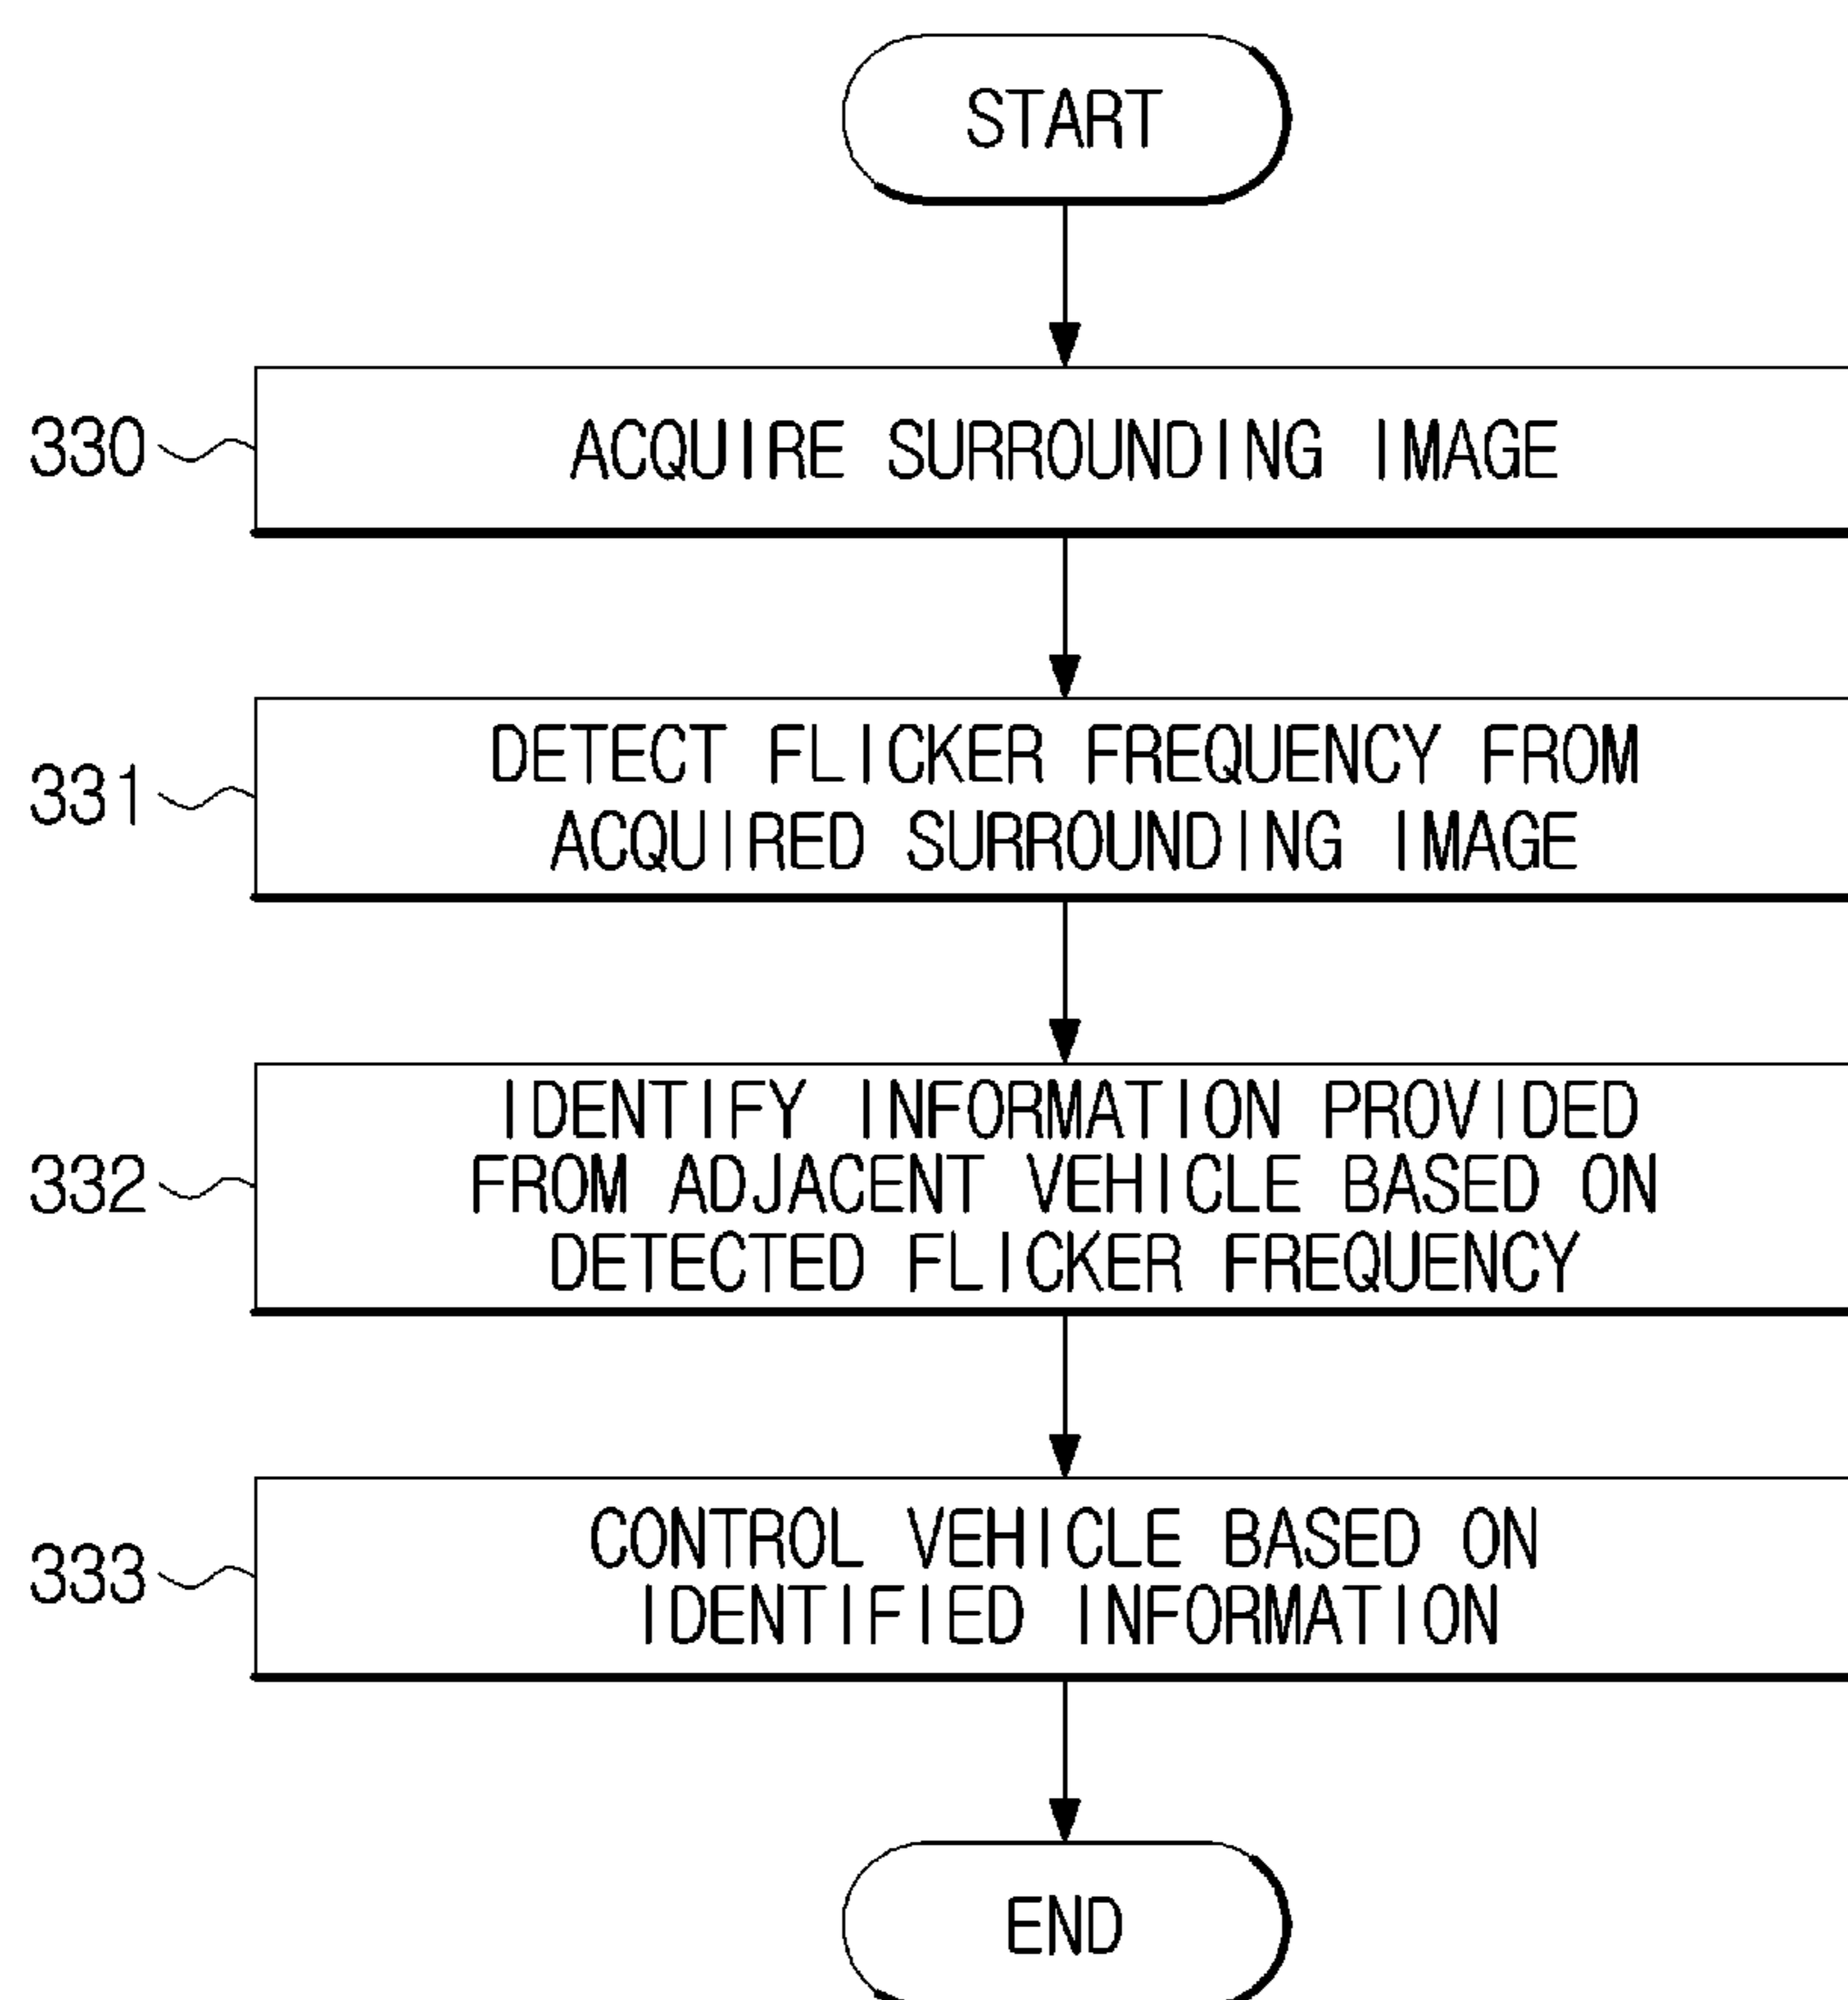 START
330
ACQUIRE SURROUNDING IMAGE
331
DETECT FLICKER FREQUENCY FROM
ACQUIRED SURROUNDING IMAGE
332
IDENTIFY INFORMATION PROVIDED
FROM ADJACENT VEHICLE BASED ON
DETECTED FLICKER FREQUENCY
333
CONTROL VEHICLE BASED ON
IDENTIFIED INFORMATION
END